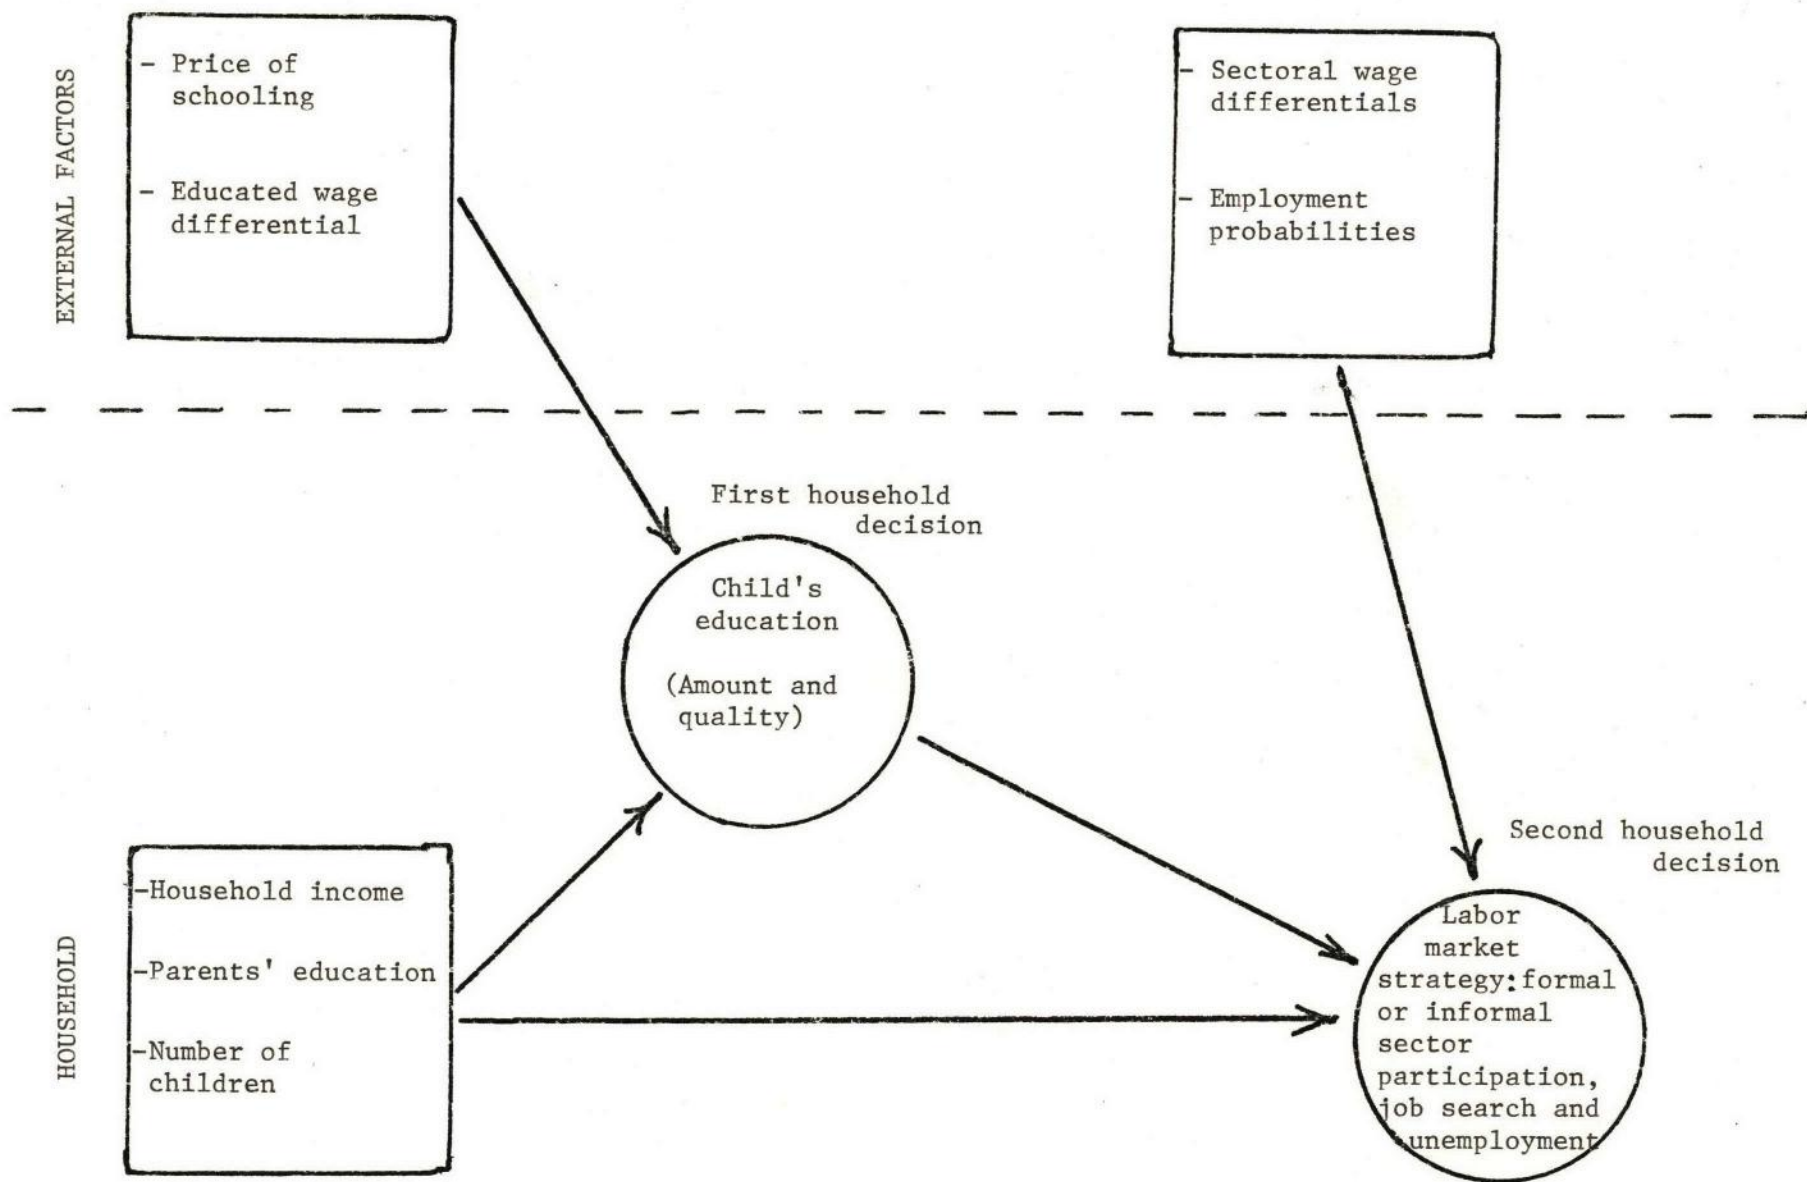 EXTERNAL FACTORS
- Price of
schooling
- Educated wage
differential
- Sectoral wage
differentials
- Employment
probabilities
First household
decision
Child's
education
(Amount and
quality)
HOUSEHOLD
-Household income
-Parents' education
-Number of
children
Second household
decision
Labor
market
strategy:formal
or informal
sector
participation,
job search and
unemployment